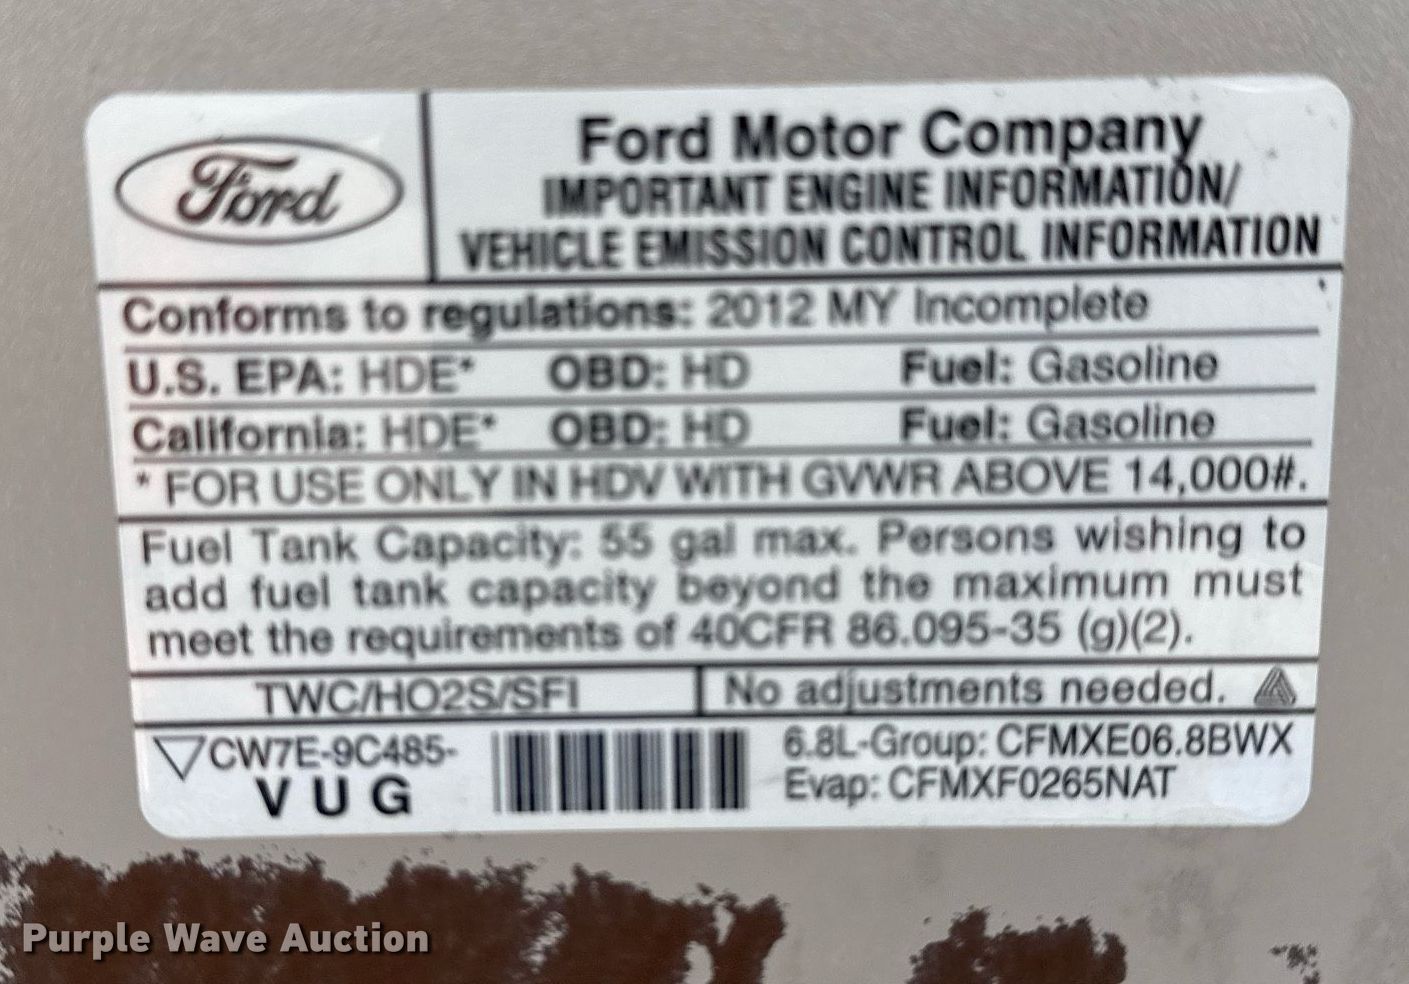 Ford
Ford Motor Company
IMPORTANT ENGINE INFORMATION/
VEHICLE EMISSION CONTROL INFORMATION
Conforms to regulations: 2012 MY Incomplete
U.S. EPA: HDE* OBD: HD Fuel: Gasoline
California: HDE* OBD: HD Fuel: Gasoline
* FOR USE ONLY IN HDV WITH GVWR ABOVE 14,000#.
Fuel Tank Capacity: 55 gal max. Persons wishing to
add fuel tank capacity beyond the maximum must
meet the requirements of 40CFR 86.095-35 (g)(2).
TWC/HO2S/SFI No adjustments needed.
CW7E-9C485-
VUG
6.8L-Group: CFMXE06.8BWX
Evap: CFMXF0265NAT
Purple Wave Auction